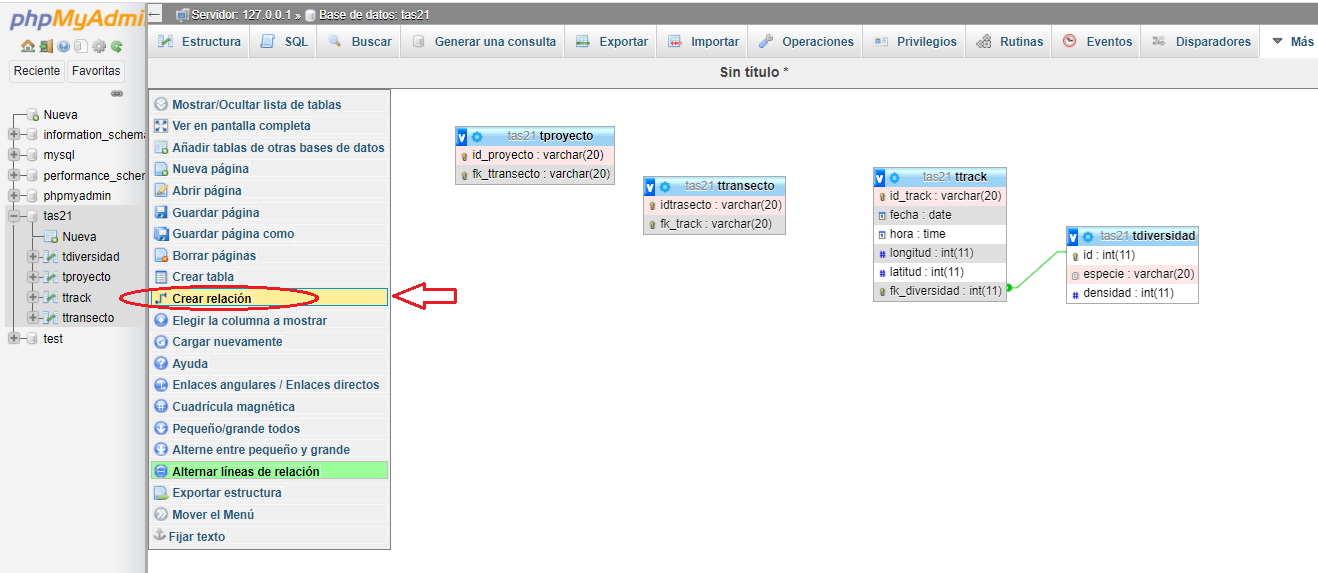 phpMyAdmi
Servidor: 127.0.0.1 » Base de datos: tas21
Estructura SQL Buscar Generar una consulta Exportar Importar Operaciones Privilegios Rutinas Eventos Disparadores Más
Reciente Favoritas
Sin título *
Nueva
information_schema
mysql
performance_scher
phpmyadmin
tas21
Nueva
tdiversidad
tproyecto
ttrack
ttransecto
test
Mostrar/Ocultar lista de tablas
Ver en pantalla completa
Añadir tablas de otras bases de datos
Nueva página
Abrir página
Guardar página
Guardar página como
Borrar páginas
Crear tabla
Crear relación
Elegir la columna a mostrar
Cargar nuevamente
Ayuda
Enlaces angulares / Enlaces directos
Cuadrícula magnética
Pequeño/grande todos
Alterne entre pequeño y grande
Alternar líneas de relación
Exportar estructura
Mover el Menú
Fijar texto
v tas21 tproyecto
id_proyecto : varchar(20)
fk_ttransecto : varchar(20)
v tas21 ttransecto
idtrasecto : varchar(20)
fk_track : varchar(20)
v tas21 ttrack
id_track : varchar(20)
fecha : date
hora : time
# longitud : int(11)
# latitud : int(11)
fk_diversidad : int(11)
v tas21 tdiversidad
id : int(11)
especie : varchar(20)
# densidad : int(11)